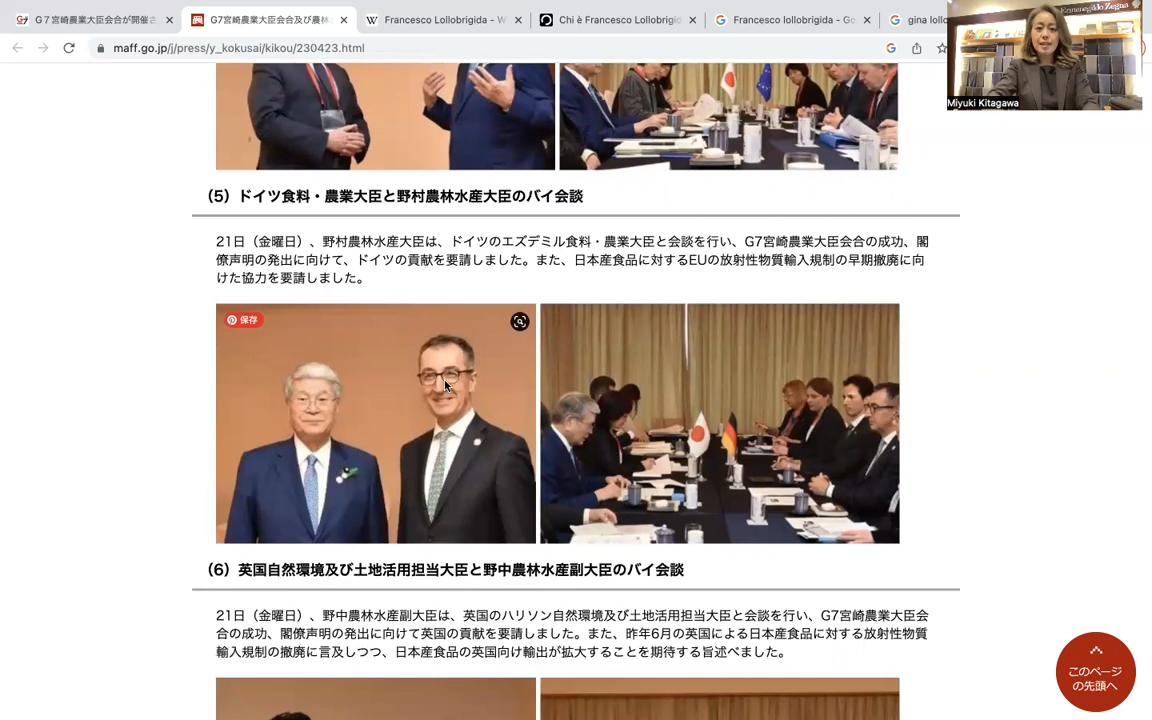 G７宮崎農業大臣会合が開催さ
G7宮崎農業大臣会合及び農林
Francesco Lollobrigida - W
Chi è Francesco Lollobrigid
Francesco lollobrigida - Go
gina lollo
Ermenegildo Zegna
maff.go.jp/j/press/y_kokusai/kikou/230423.html
Miyuki Kitagawa
（5）ドイツ食料・農業大臣と野村農林水産大臣のバイ会談
21日（金曜日）、野村農林水産大臣は、ドイツのエズデミル食料・農業大臣と会談を行い、G7宮崎農業大臣会合の成功、閣
僚声明の発出に向けて、ドイツの貢献を要請しました。また、日本産食品に対するEUの放射性物質輸入規制の早期撤廃に向
けた協力を要請しました。
保存
（6）英国自然環境及び土地活用担当大臣と野中農林水産副大臣のバイ会談
21日（金曜日）、野中農林水産副大臣は、英国のハリソン自然環境及び土地活用担当大臣と会談を行い、G7宮崎農業大臣会
合の成功、閣僚声明の発出に向けて英国の貢献を要請しました。また、昨年6月の英国による日本産食品に対する放射性物質
輸入規制の撤廃に言及しつつ、日本産食品の英国向け輸出が拡大することを期待する旨述べました。
このページ
の先頭へ